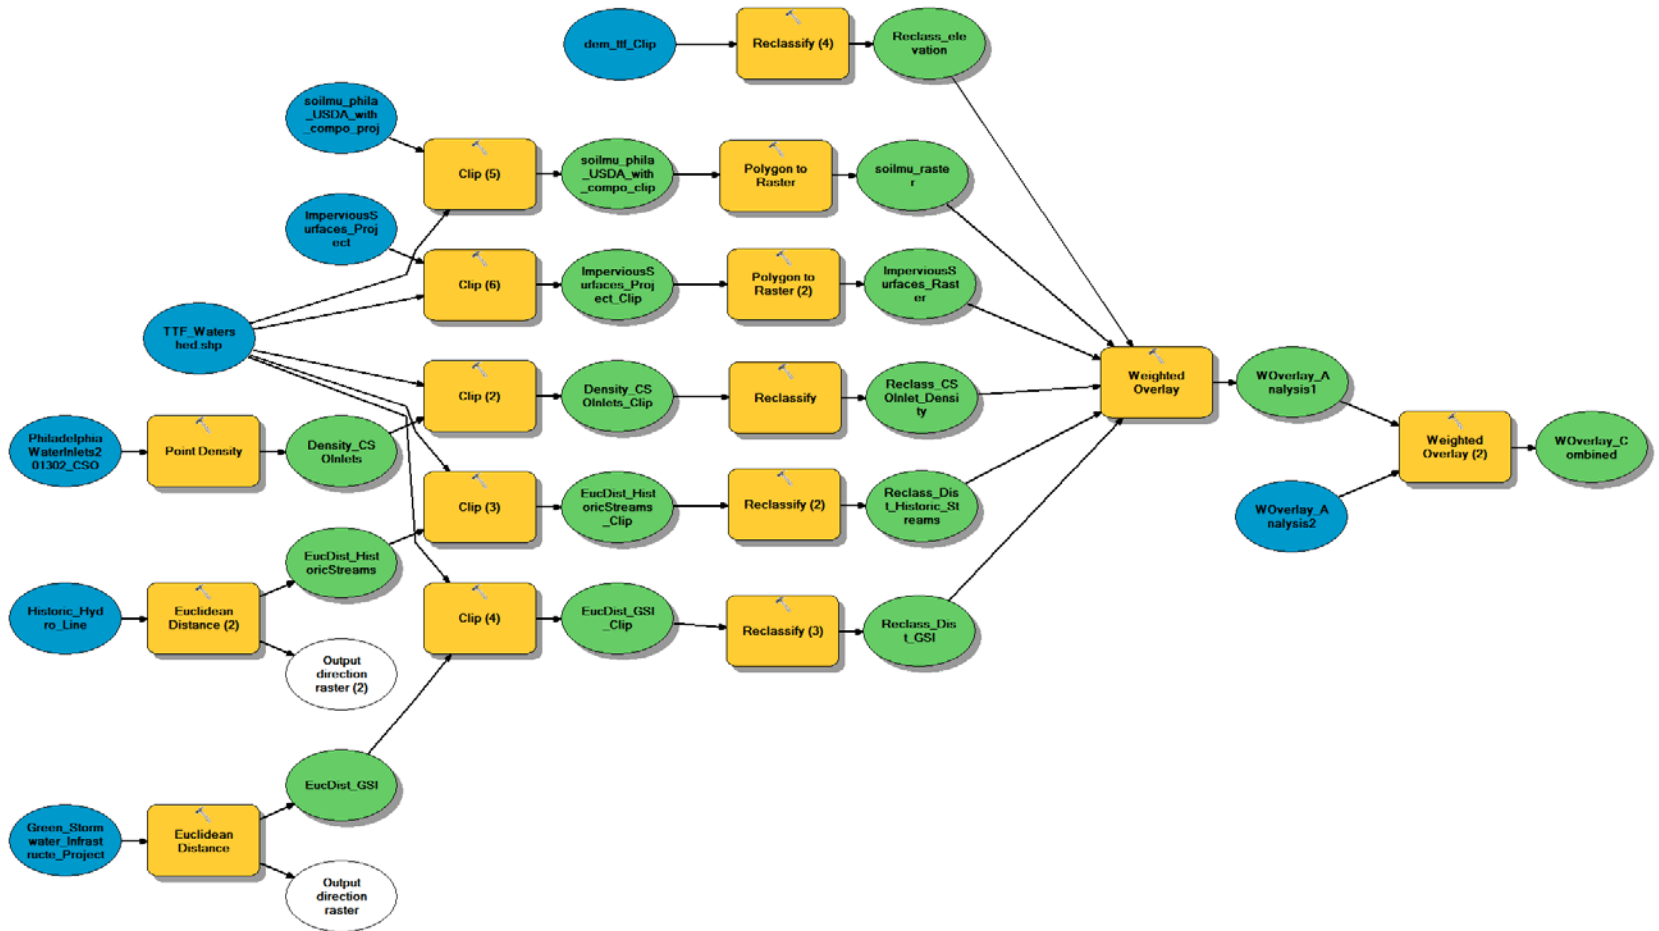 dem_ttf_Clip
Reclassify (4)
Reclass_ele
vation
soilmu_phila
_USDA_with
_compo_proj
Clip (5)
soilmu_phila
_USDA_with
_compo_clip
Polygon to
Raster
soilmu_raste
r
ImperviousS
urfaces_Proj
ect
Clip (6)
ImperviousS
urfaces_Proj
ect_Clip
Polygon to
Raster (2)
ImperviousS
urfaces_Rast
er
TTF_Waters
hed.shp
Clip (2)
Density_CS
OInlets_Clip
Reclassify
Reclass_CS
OInlet_Densi
ty
Weighted
Overlay
WOverlay_A
nalysis1
Philadelphia
WaterInlets2
01302_CSO
Point Density
Density_CS
OInlets
Weighted
Overlay (2)
WOverlay_C
ombined
Clip (3)
EucDist_Hist
oricStreams
_Clip
Reclassify (2)
Reclass_Dis
t_Historic_St
reams
WOverlay_A
nalysis2
EucDist_Hist
oricStreams
Historic_Hyd
ro_Line
Euclidean
Distance (2)
Clip (4)
EucDist_GSI
_Clip
Reclassify (3)
Reclass_Dis
t_GSI
Output
direction
raster (2)
EucDist_GSI
Green_Storm
water_Infrast
ructe_Project
Euclidean
Distance
Output
direction
raster